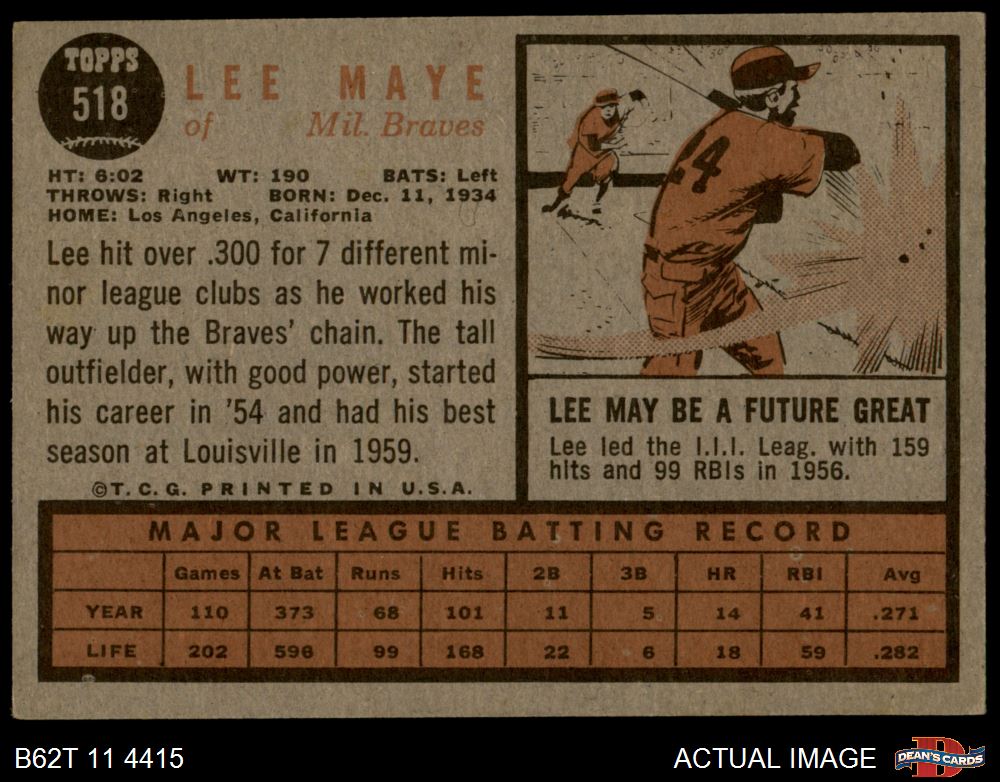 TOPPS
518
LEE MAYE
of Mil. Braves
HT: 6:02 WT: 190 BATS: Left
THROWS: Right BORN: Dec. 11, 1934
HOME: Los Angeles, California
Lee hit over .300 for 7 different mi-
nor league clubs as he worked his
way up the Braves' chain. The tall
outfielder, with good power, started
his career in '54 and had his best
season at Louisville in 1959.
©T.C.G. PRINTED IN U.S.A.
24
LEE MAY BE A FUTURE GREAT
Lee led the I.I.I. Leag. with 159
hits and 99 RBIs in 1956.
MAJOR LEAGUE BATTING RECORD
Games At Bat Runs Hits 2B 3B HR RBI Avg
YEAR 110 373 68 101 11 5 14 41 .271
LIFE 202 596 99 168 22 6 18 59 .282
B62T 11 4415 ACTUAL IMAGE
D
DEAN'S CARDS